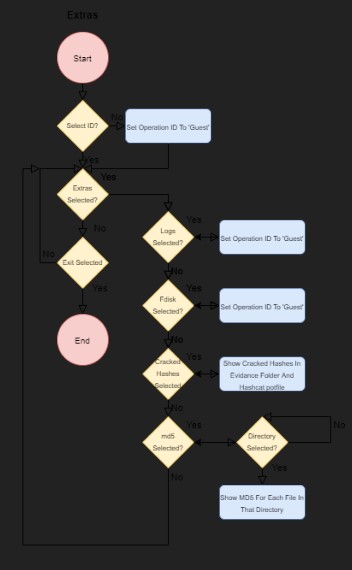 Extras
Start
Select ID?
No
Set Operation ID To 'Guest'
Yes
Extras
Selected?
Yes
No
Logs
Selected?
Yes
Set Operation ID To 'Guest'
No
Exit Selected
No
Yes
Fdisk
Selected?
Yes
Set Operation ID To 'Guest'
No
End
Cracked
Hashes
Selected
Yes
Show Cracked Hashes In
Evidance Folder And
Hashcat.potfile
No
md5
Selected?
Yes
Directory
Selected?
No
Yes
No
Show MD5 For Each File In
That Directory